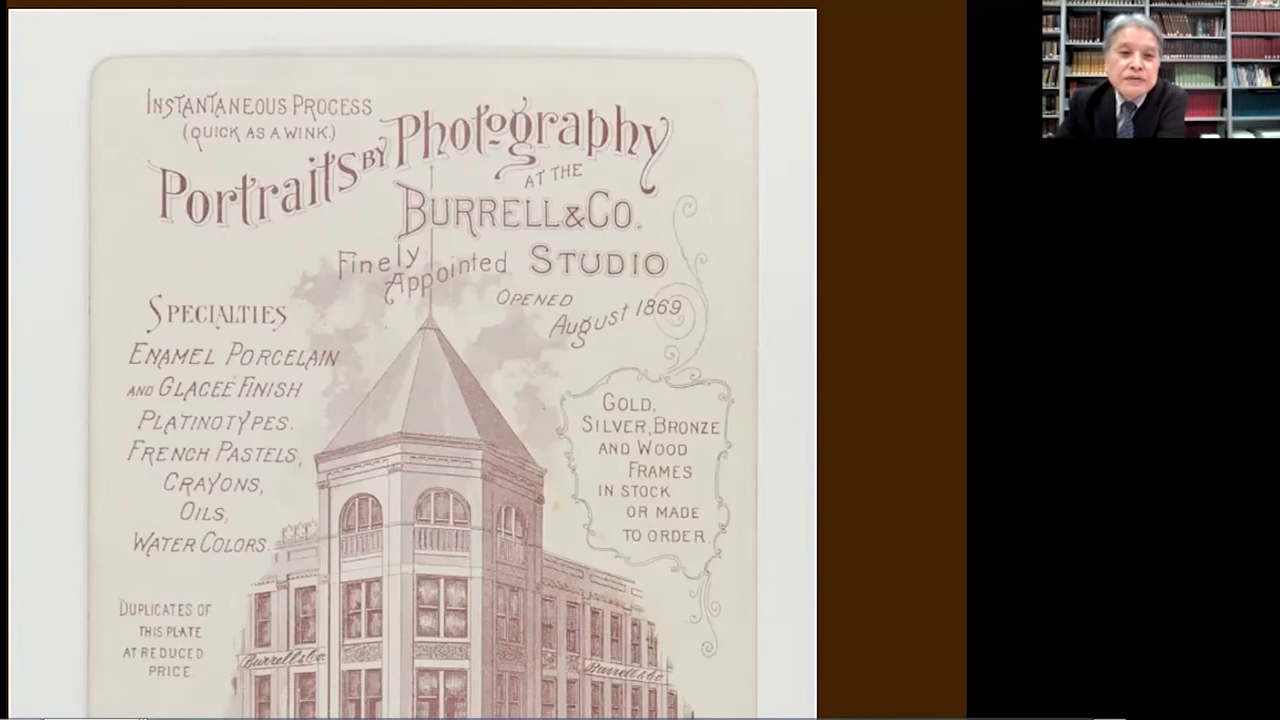 INSTANTANEOUS PROCESS
(QUICK AS A WINK.)
Portraits BY Photography
AT THE
BURRELL & CO.
Finely Appointed STUDIO
OPENED
August 1869
SPECIALTIES
ENAMEL PORCELAIN
AND GLACEÉ FINISH
PLATINOTYPES.
FRENCH PASTELS,
CRAYONS,
OILS,
WATER COLORS.
GOLD,
SILVER, BRONZE
AND WOOD
FRAMES
IN STOCK
OR MADE
TO ORDER.
DUPLICATES OF
THIS PLATE
AT REDUCED
PRICE.
Burrell & Co.
Burrell & Co.